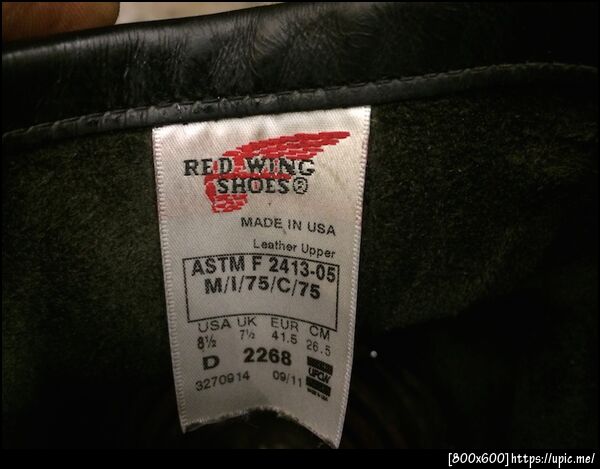 RED WING
SHOES®
MADE IN USA
Leather Upper
ASTM F 2413-05
M/I/75/C/75
USA UK EUR CM
8½ 7½ 41.5 26.5
D 2268
3270914 09/11
[800x600]https://upic.me/